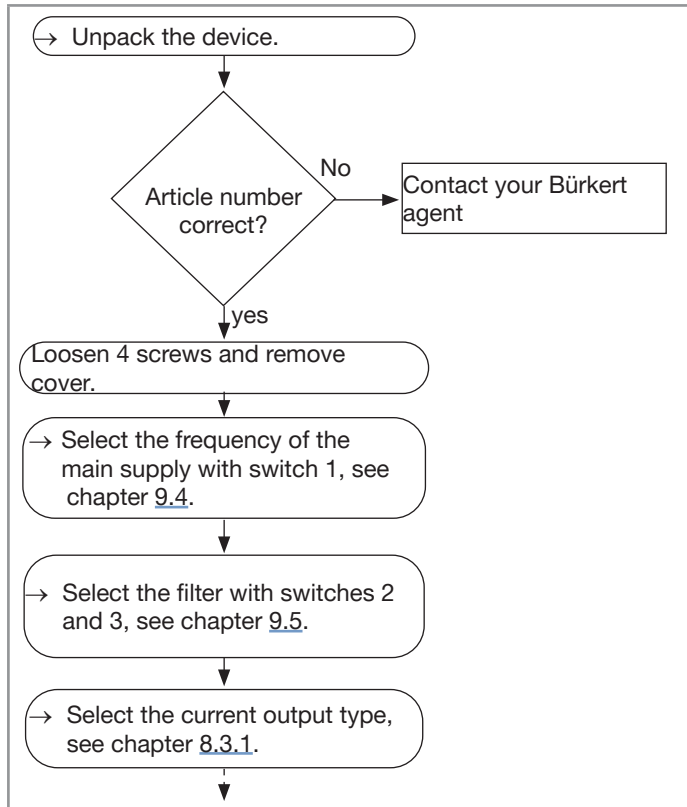 → Unpack the device.
Article number
correct?
No
Contact your Bürkert
agent
yes
Loosen 4 screws and remove
cover.
→ Select the frequency of the
main supply with switch 1, see
chapter 9.4.
→ Select the filter with switches 2
and 3, see chapter 9.5.
→ Select the current output type,
see chapter 8.3.1.